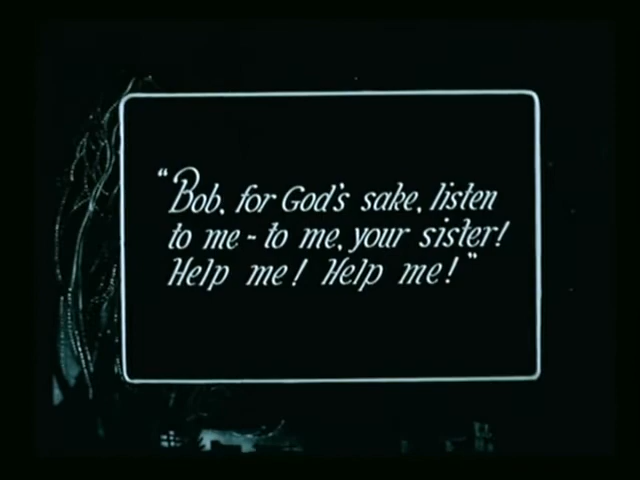 "Bob, for God's sake, listen
to me - to me, your sister!
Help me! Help me!"